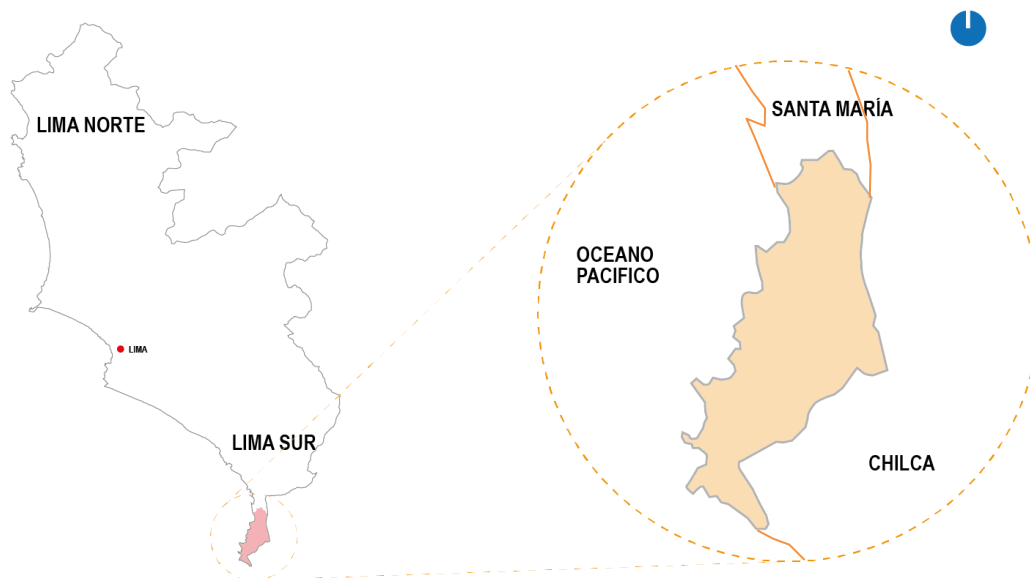 LIMA NORTE
LIMA
LIMA SUR
SANTA MARÍA
OCEANO
PACIFICO
CHILCA